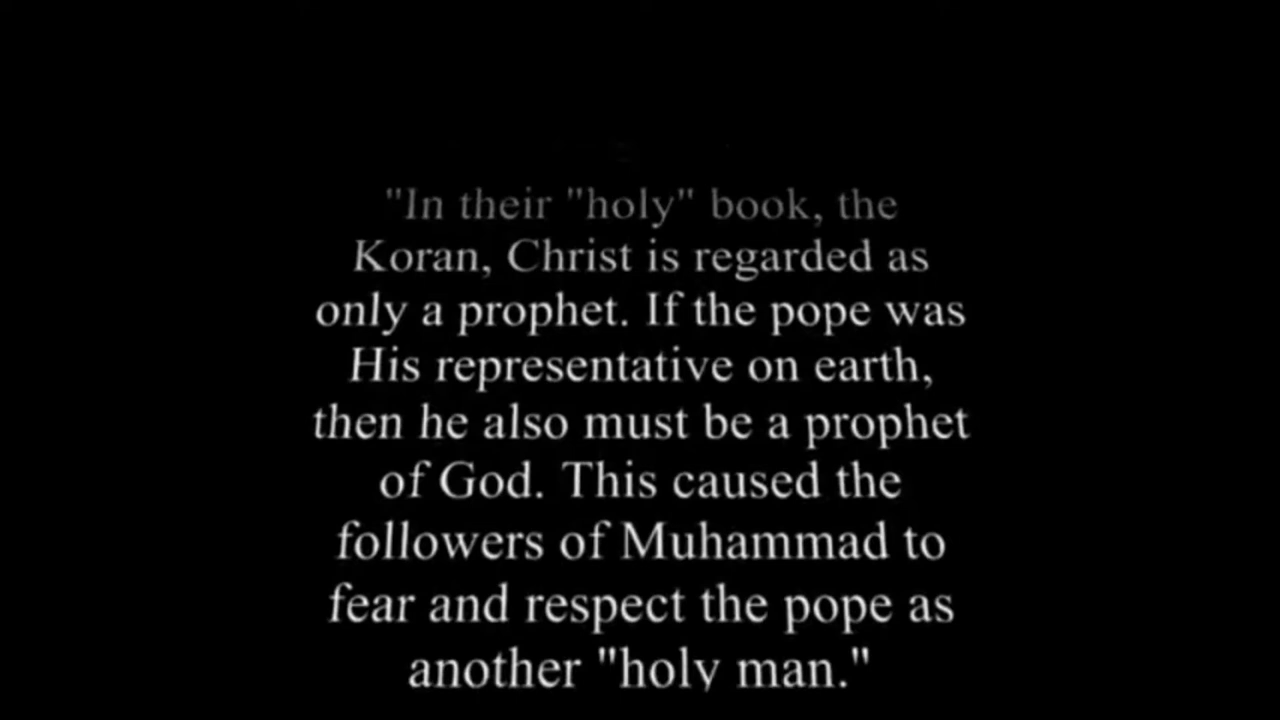 "In their "holy" book, the
Koran, Christ is regarded as
only a prophet. If the pope was
His representative on earth,
then he also must be a prophet
of God. This caused the
followers of Muhammad to
fear and respect the pope as
another "holy man."